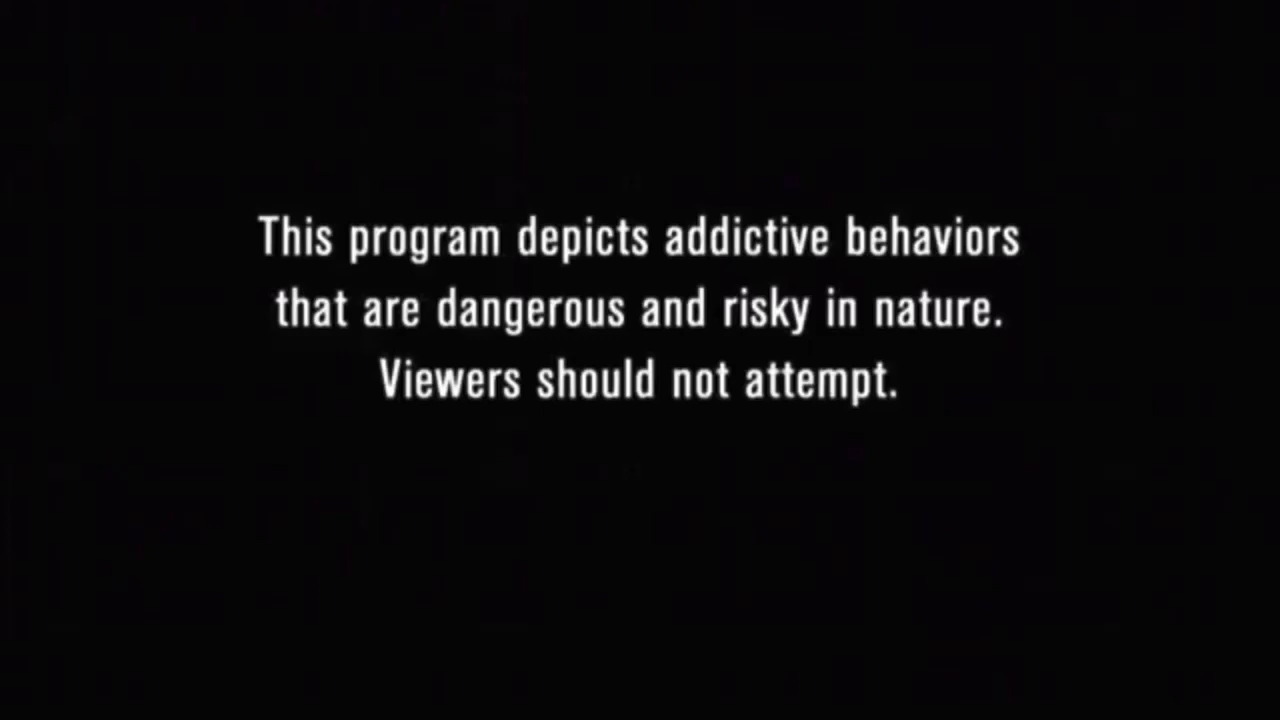 This program depicts addictive behaviors
that are dangerous and risky in nature.
Viewers should not attempt.